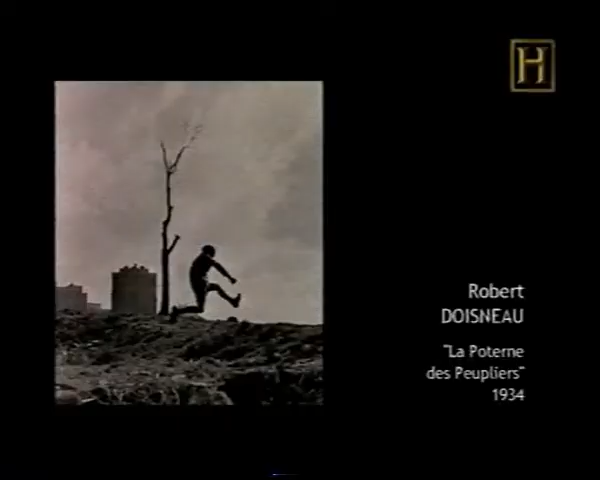 H
Robert
DOISNEAU
"La Poterne
des Peupliers"
1934